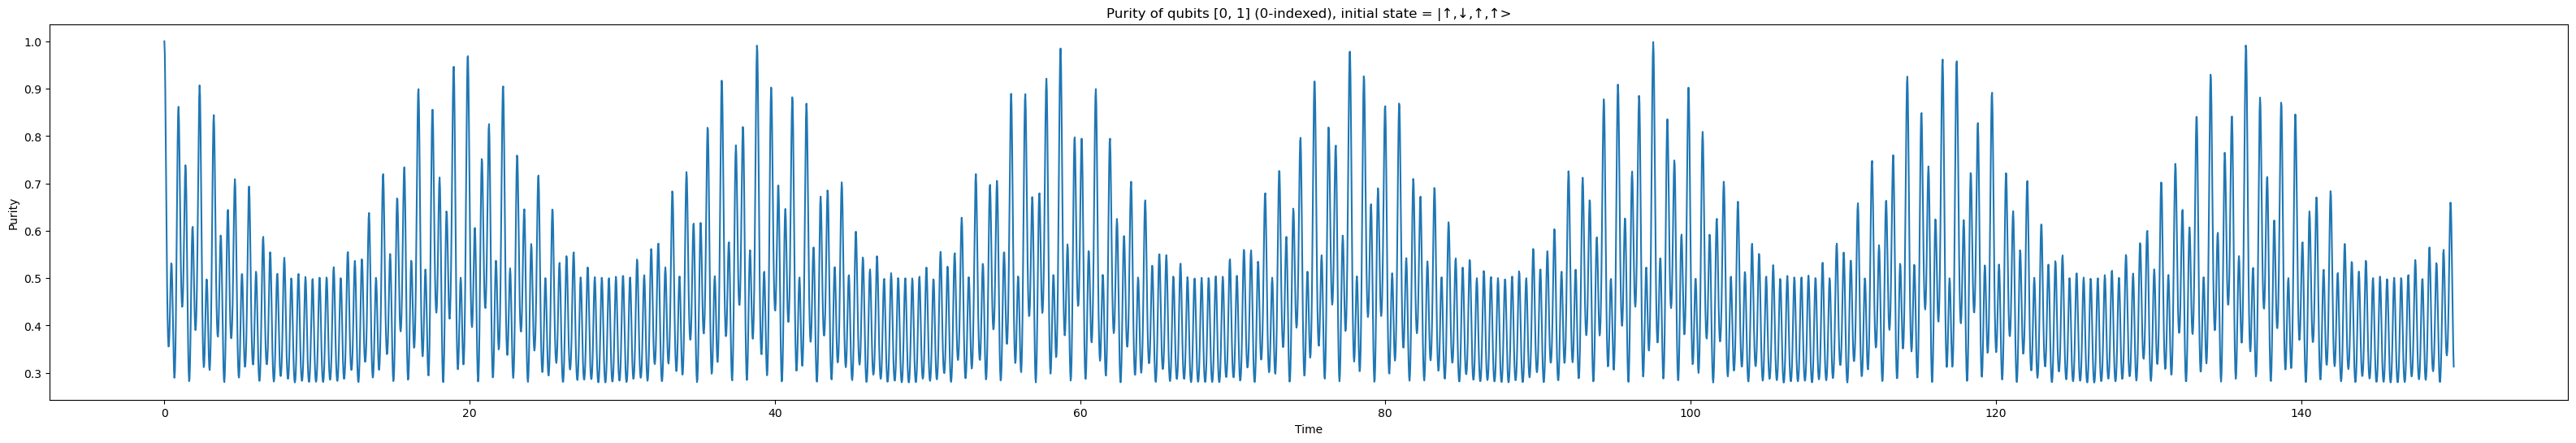 Purity of qubits [0, 1] (0-indexed), initial state = |↑,↓,↑,↑>
Purity
1.0
0.9
0.8
0.7
0.6
0.5
0.4
0.3
0 20 40 60 80 100 120 140
Time